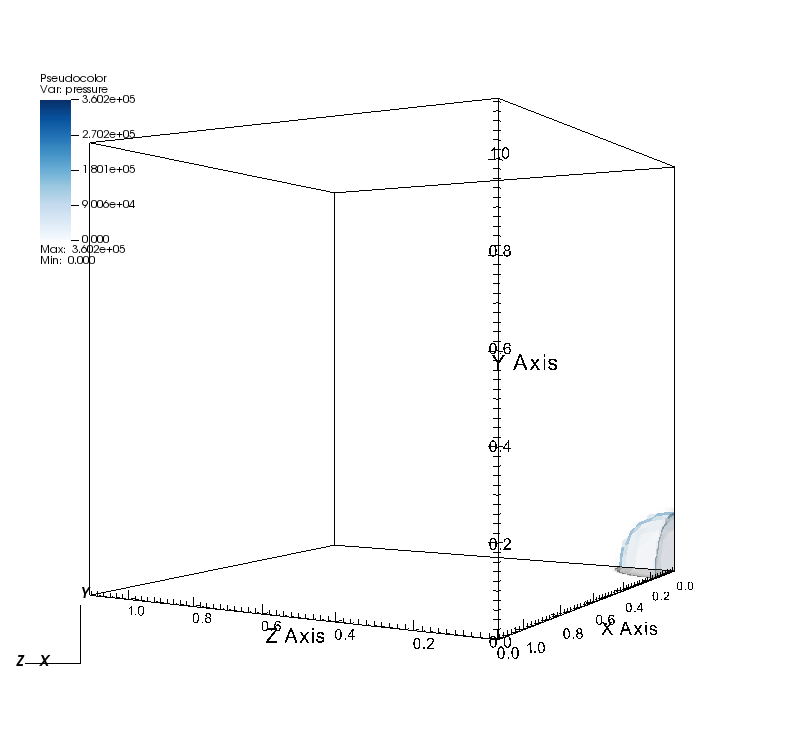 Pseudocolor
Var: pressure
3.602e+05
2.702e+05
1.801e+05
9.006e+04
0.000
Max: 3.602e+05
Min: 0.000
1.0
0.8
0.6
Y Axis
0.4
0.2
0.0
1.0
0.8
0.6
Z Axis
0.4
0.2
0.0
1.0
0.8
0.6
X Axis
0.4
0.2
0.0
Y
Z
X